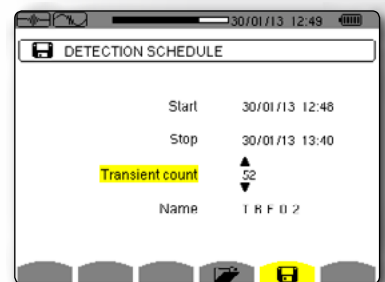 30/01/13 12:49
DETECTION SCHEDULE
Start 30/01/13 12:48
Stop 30/01/13 13:40
Transient count 52
Name T R F 0 2